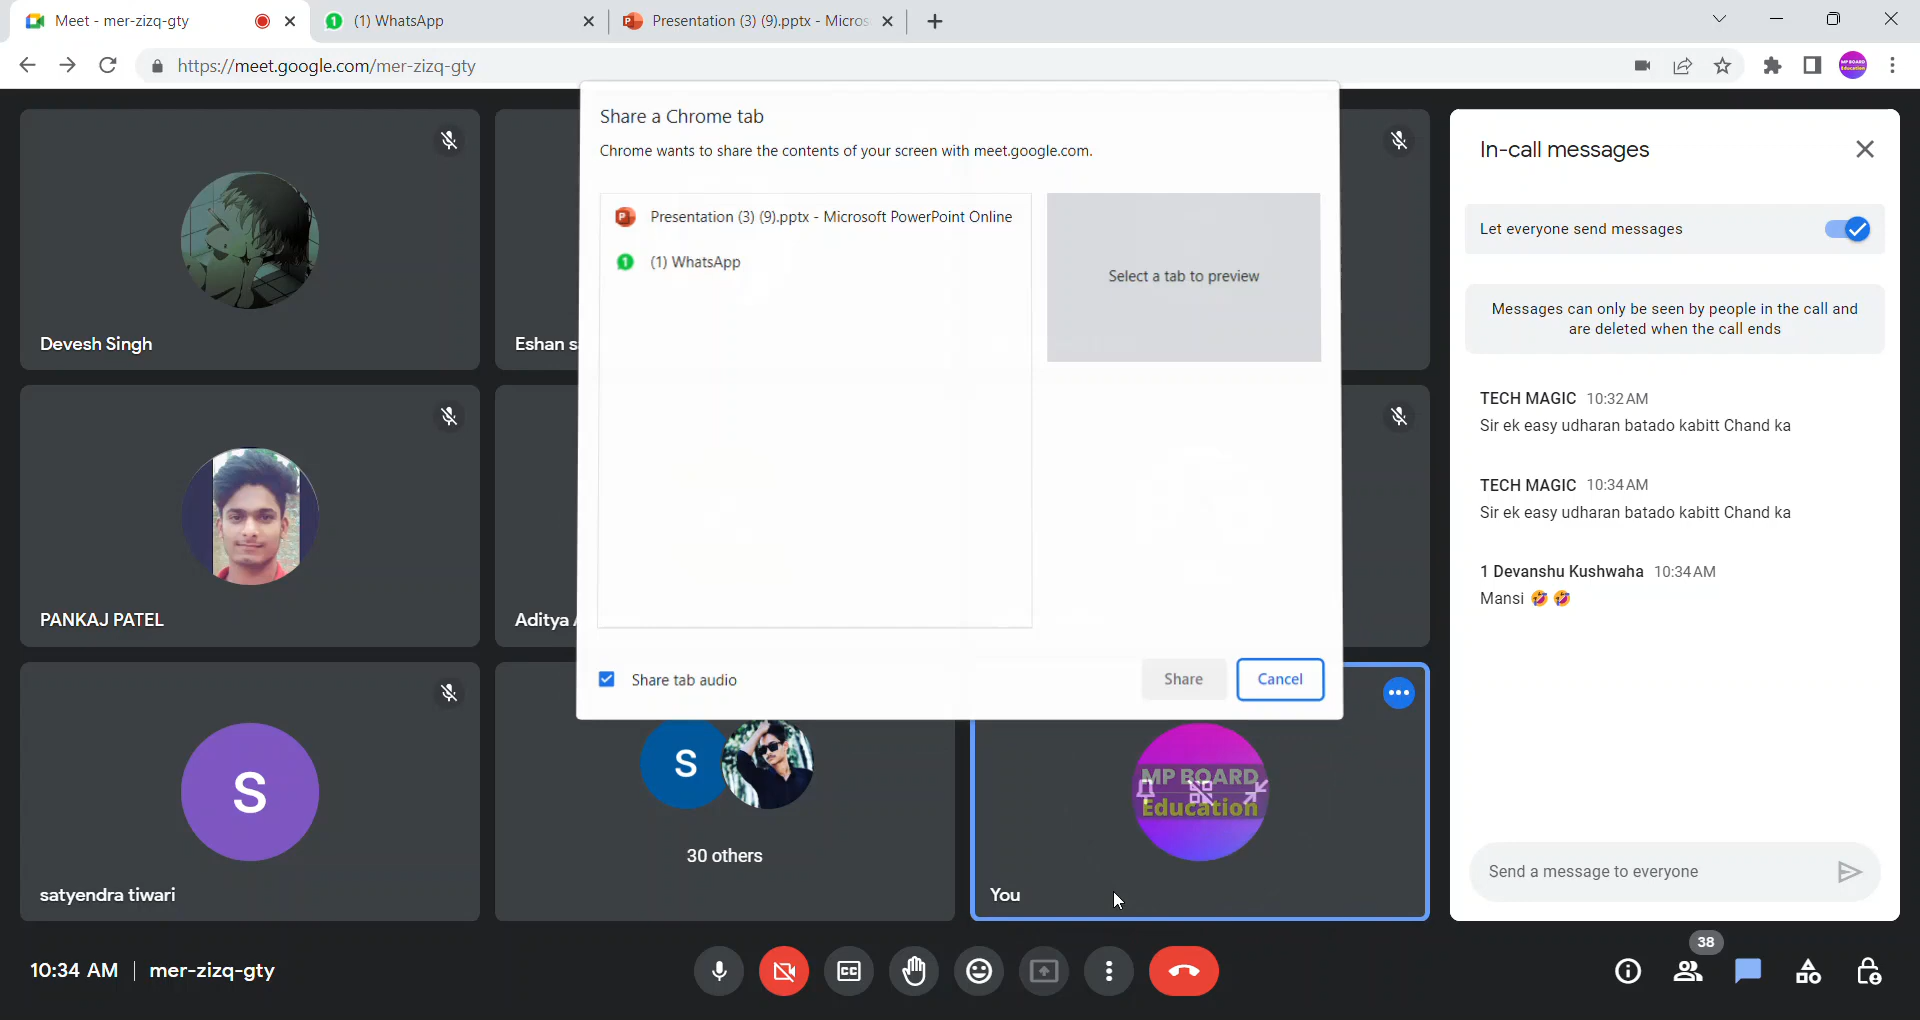 Meet - mer-zizq-gty
(1) WhatsApp
Presentation (3) (9).pptx - Micros
https://meet.google.com/mer-zizq-gty
Share a Chrome tab
Chrome wants to share the contents of your screen with meet.google.com.
Presentation (3) (9).pptx - Microsoft PowerPoint Online
(1) WhatsApp
Select a tab to preview
Share tab audio
Share
Cancel
Devesh Singh
Eshan s
PANKAJ PATEL
Aditya
S
satyendra tiwari
S
30 others
MP BOARD
Education
You
In-call messages
Let everyone send messages
Messages can only be seen by people in the call and
are deleted when the call ends
TECH MAGIC 10:32 AM
Sir ek easy udharan batado kabitt Chand ka
TECH MAGIC 10:34 AM
Sir ek easy udharan batado kabitt Chand ka
1 Devanshu Kushwaha 10:34 AM
Mansi 🤣 🤣
Send a message to everyone
10:34 AM | mer-zizq-gty
CC
38